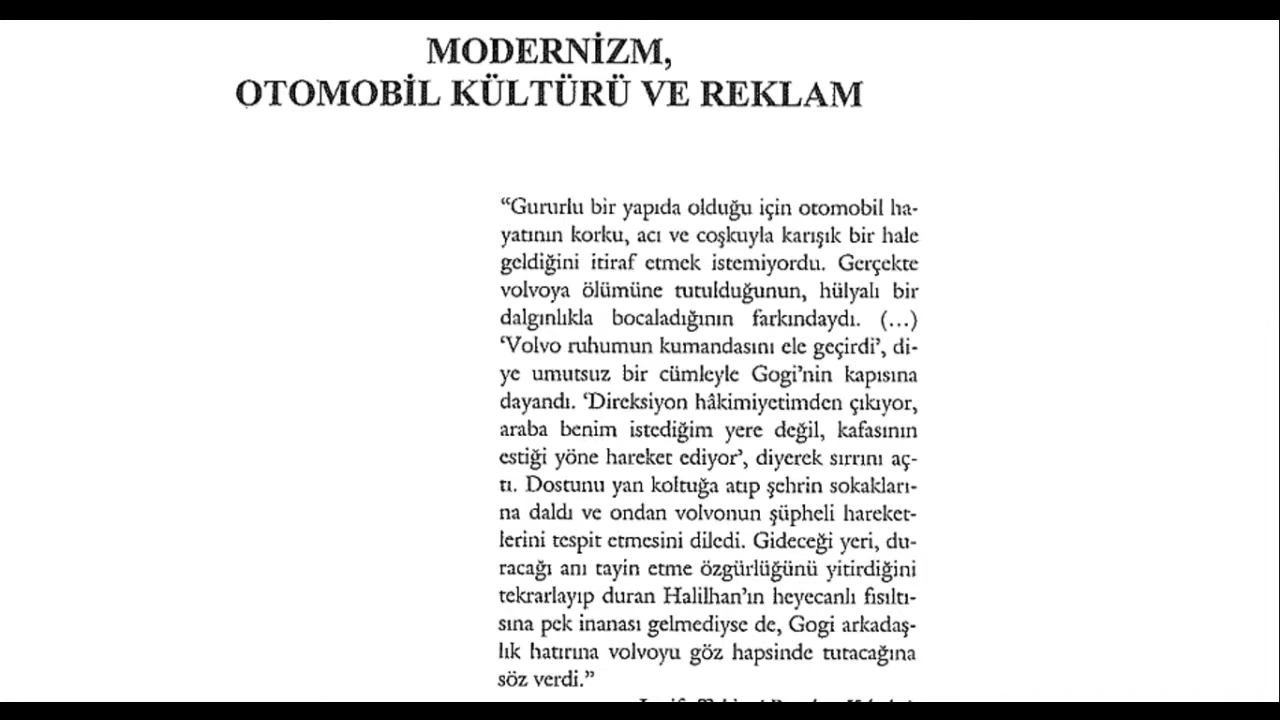 MODERNİZM,
OTOMOBİL KÜLTÜRÜ VE REKLAM
“Gururlu bir yapıda olduğu için otomobil ha-
yatının korku, acı ve coşkuyla karışık bir hale
geldiğini itiraf etmek istemiyordu. Gerçekte
volvoya ölümüne tutulduğunun, hülyalı bir
dalgınlıkla bocaladığının farkındaydı. (...)
‘Volvo ruhumun kumandasını ele geçirdi’, di-
ye umutsuz bir cümleyle Gogi’nin kapısına
dayandı. ‘Direksiyon hâkimiyetimden çıkıyor,
araba benim istediğim yere değil, kafasının
estiği yöne hareket ediyor’, diyerek sırrını aç-
tı. Dostunu yan koltuğa atıp şehrin sokakları-
na daldı ve ondan volvonun şüpheli hareket-
lerini tespit etmesini diledi. Gideceği yeri, du-
racağı anı tayin etme özgürlüğünü yitirdiğini
tekrarlayıp duran Halilhan’ın heyecanlı fısıltı-
sına pek inanası gelmediyse de, Gogi arkadaş-
lık hatırına volvoyu göz hapsinde tutacağına
söz verdi.”